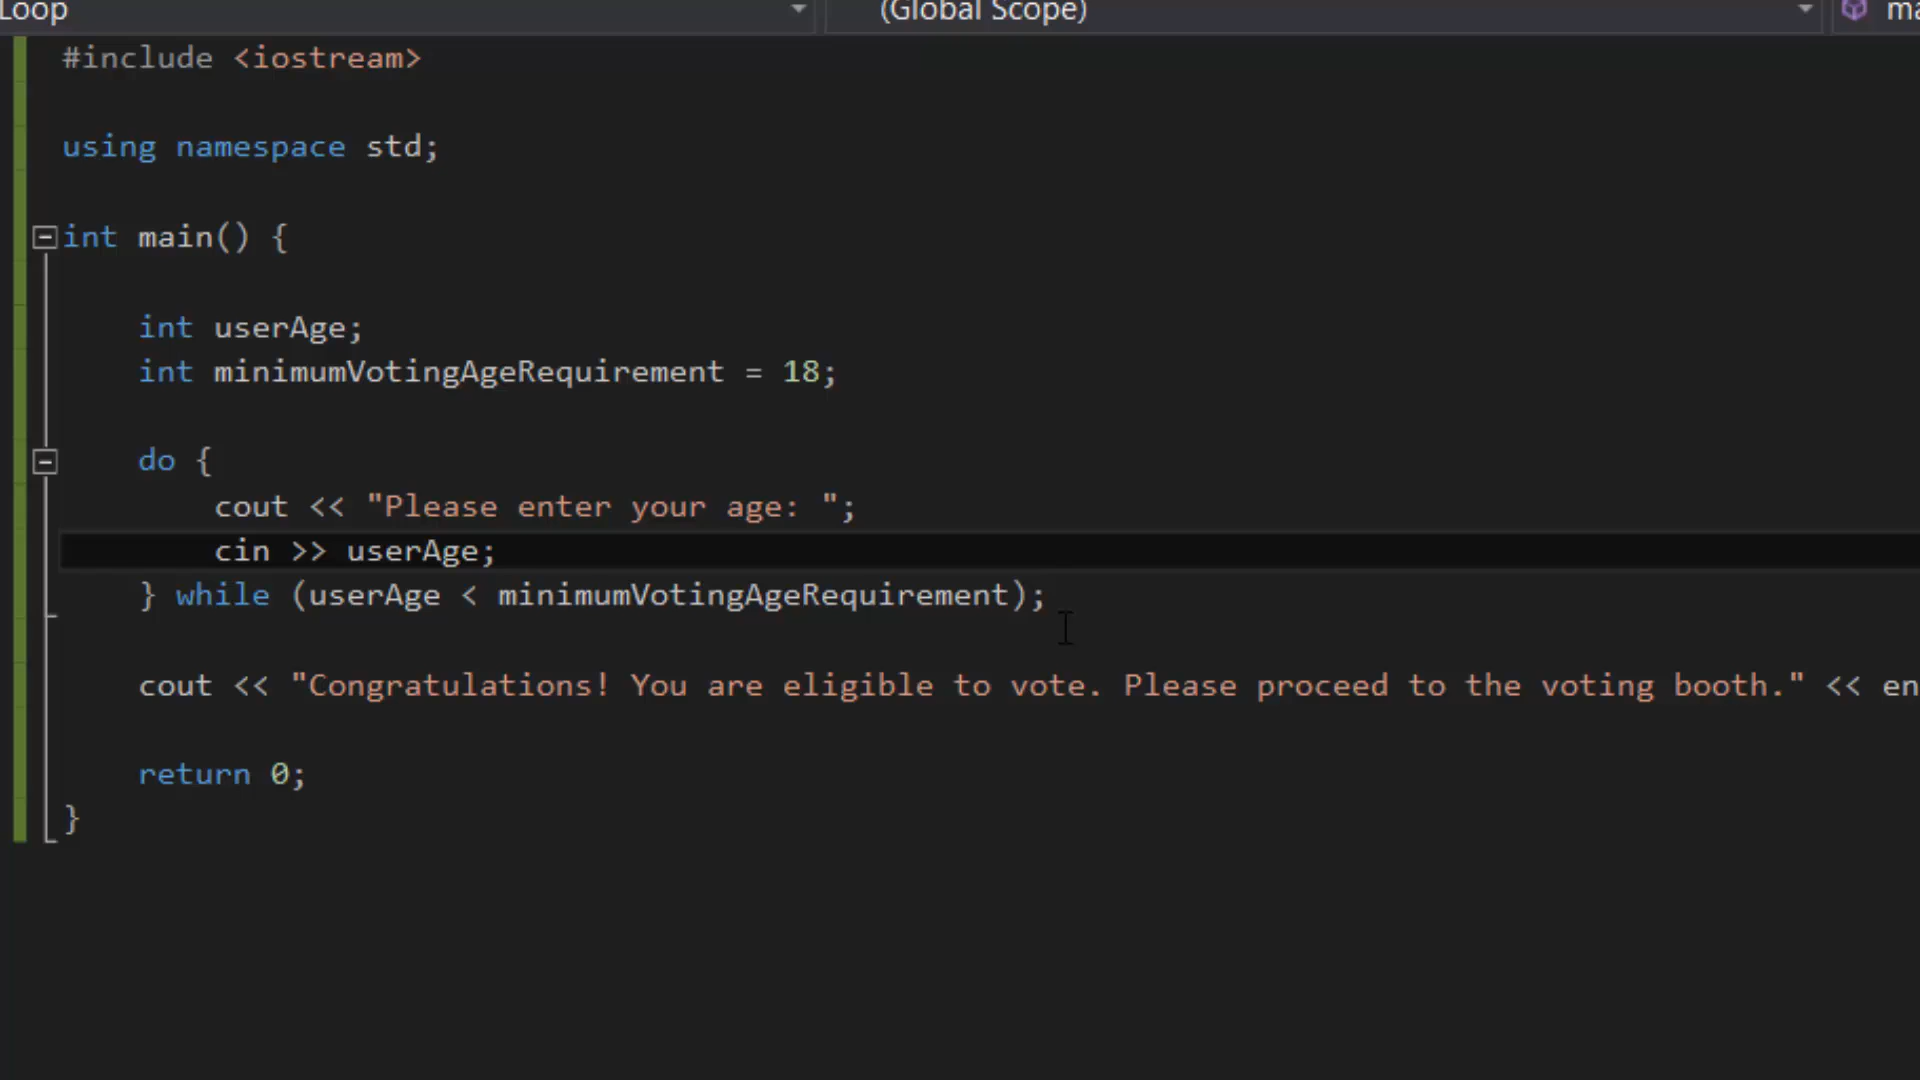 Loop (Global Scope)
#include <iostream>
using namespace std;
int main() {
int userAge;
int minimumVotingAgeRequirement = 18;
do {
cout << "Please enter your age: ";
cin >> userAge;
} while (userAge < minimumVotingAgeRequirement);
cout << "Congratulations! You are eligible to vote. Please proceed to the voting booth." <<
return 0;
}